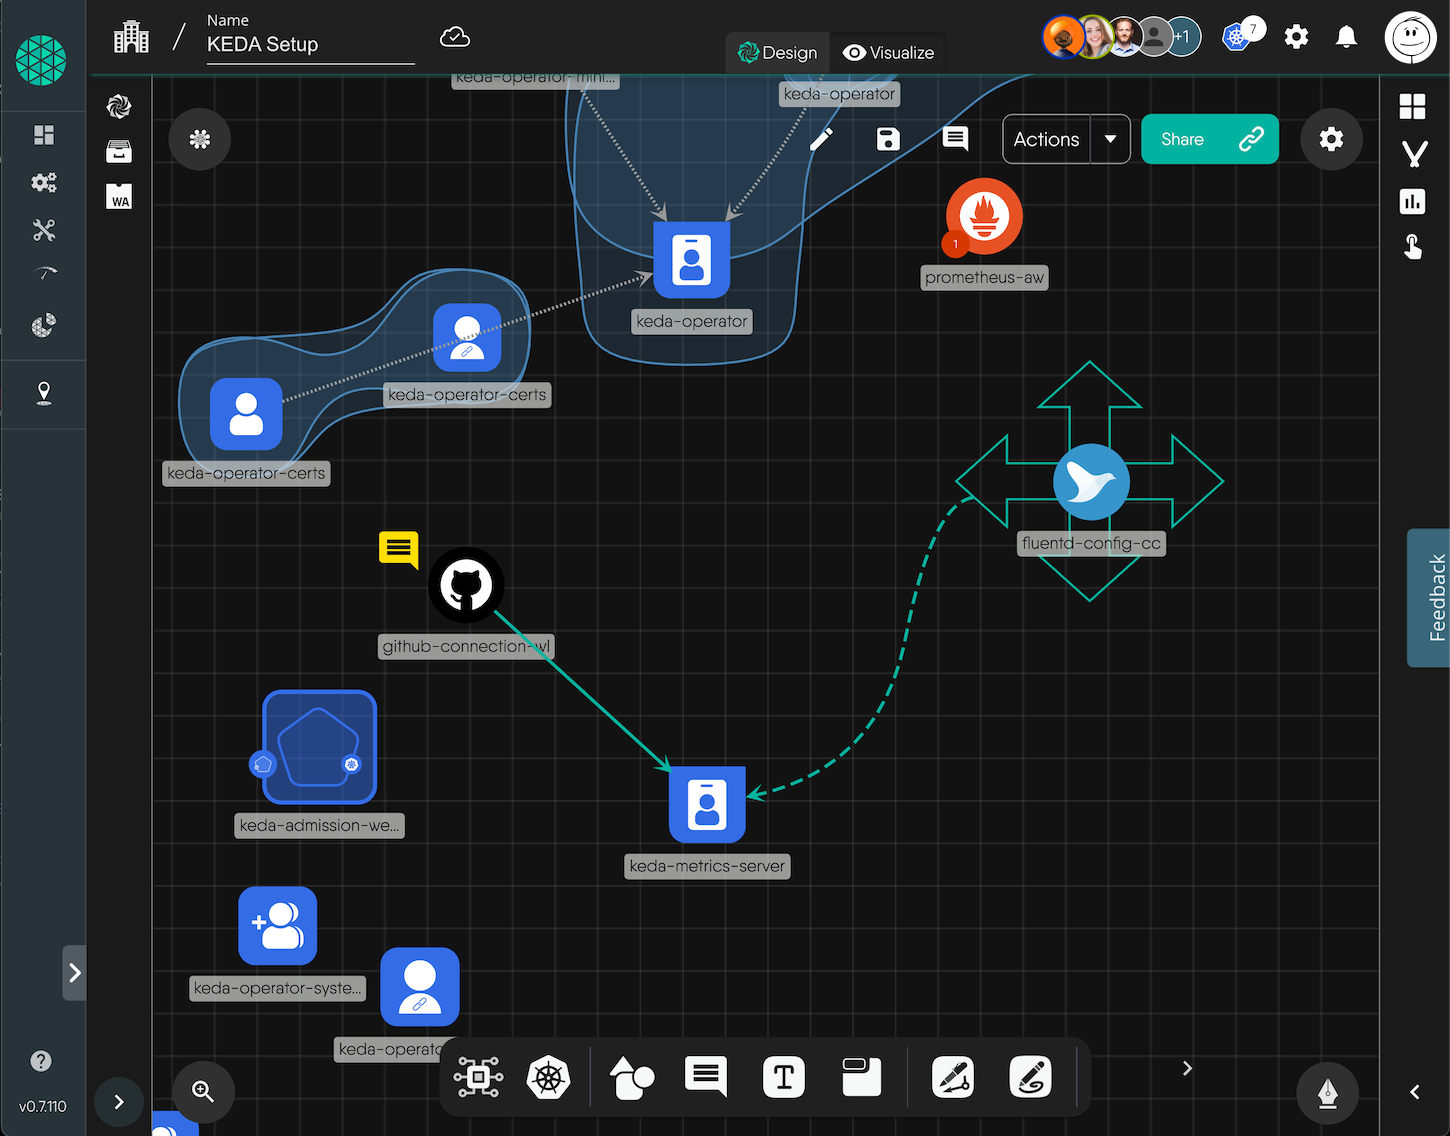 Name
KEDA Setup
Design
Visualize
+1
7
WA
keda-operator-mini...
keda-operator
Actions
Share
1
prometheus-aw
keda-operator
keda-operator-certs
keda-operator-certs
fluentd-config-cc
Feedback
github-connection-wl
keda-admission-we...
keda-metrics-server
keda-operator-syste...
keda-operato
T
v0.7.110